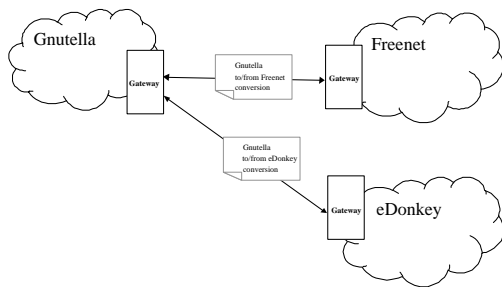 Gnutella
Freenet
Gateway
Gnutella
to/from Freenet
conversion
Gateway
Gnutella
to/from eDonkey
conversion
Gateway
eDonkey